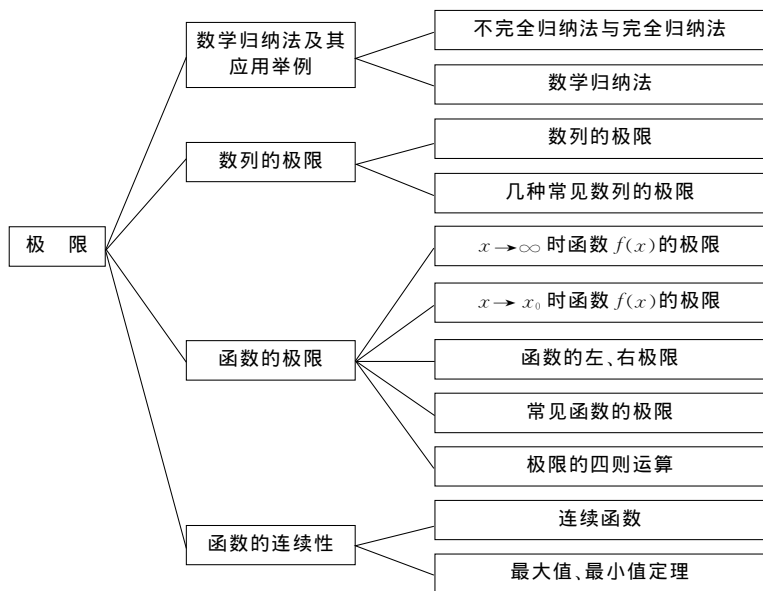 极 限
数学归纳法及其
应用举例
不完全归纳法与完全归纳法
数学归纳法
数列的极限
数列的极限
几种常见数列的极限
函数的极限
x→∞ 时函数 f(x) 的极限
x→x₀ 时函数 f(x) 的极限
函数的左、右极限
常见函数的极限
极限的四则运算
函数的连续性
连续函数
最大值、最小值定理